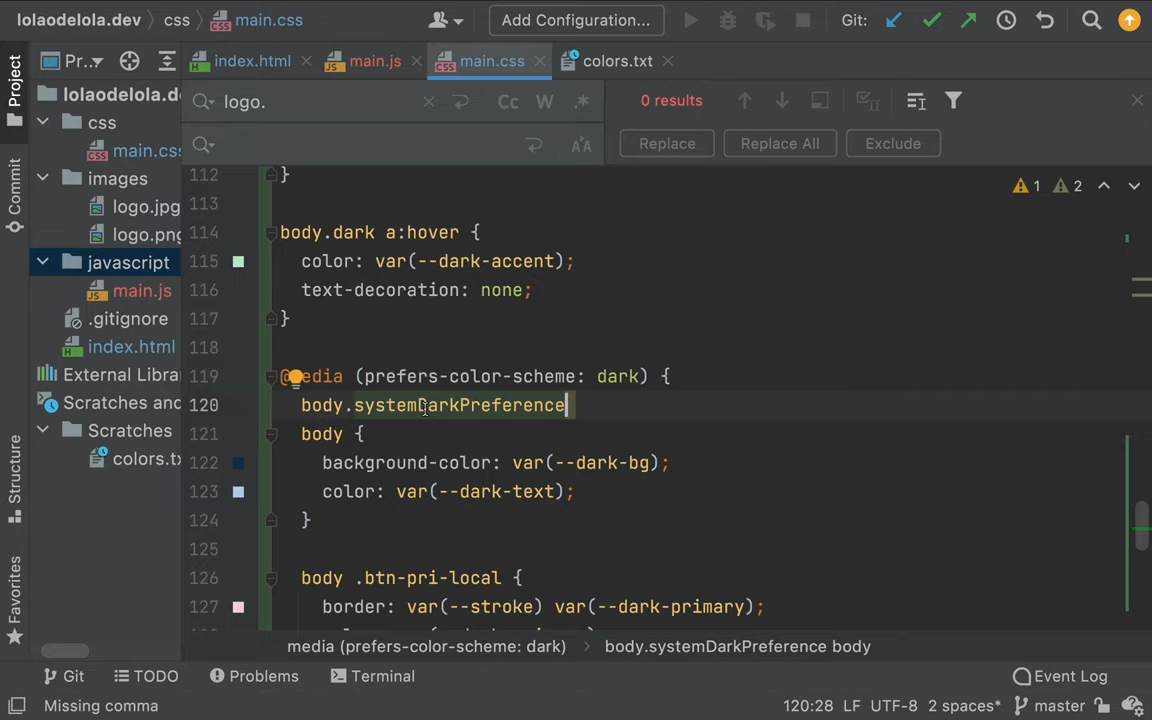 lolaodelola.dev css main.css Add Configuration... Git:
Project Pr... index.html main.js main.css colors.txt
logo. Cc W .* 0 results
Replace Replace All Exclude
lolaodelola.d
css
main.cs
images
logo.jpg
logo.png
javascript
main.js
.gitignore
index.html
External Libra
Scratches and
Scratches
colors.tx
Commit
Structure
Favorites
112 }
113
114 body.dark a:hover {
115 color: var(--dark-accent);
116 text-decoration: none;
117 }
118
119 @media (prefers-color-scheme: dark) {
120 body.systemDarkPreference
121 body {
122 background-color: var(--dark-bg);
123 color: var(--dark-text);
124 }
125
126 body .btn-pri-local {
127 border: var(--stroke) var(--dark-primary);
1 2
media (prefers-color-scheme: dark) body.systemDarkPreference body
Git TODO Problems Terminal Event Log
Missing comma 120:28 LF UTF-8 2 spaces* master